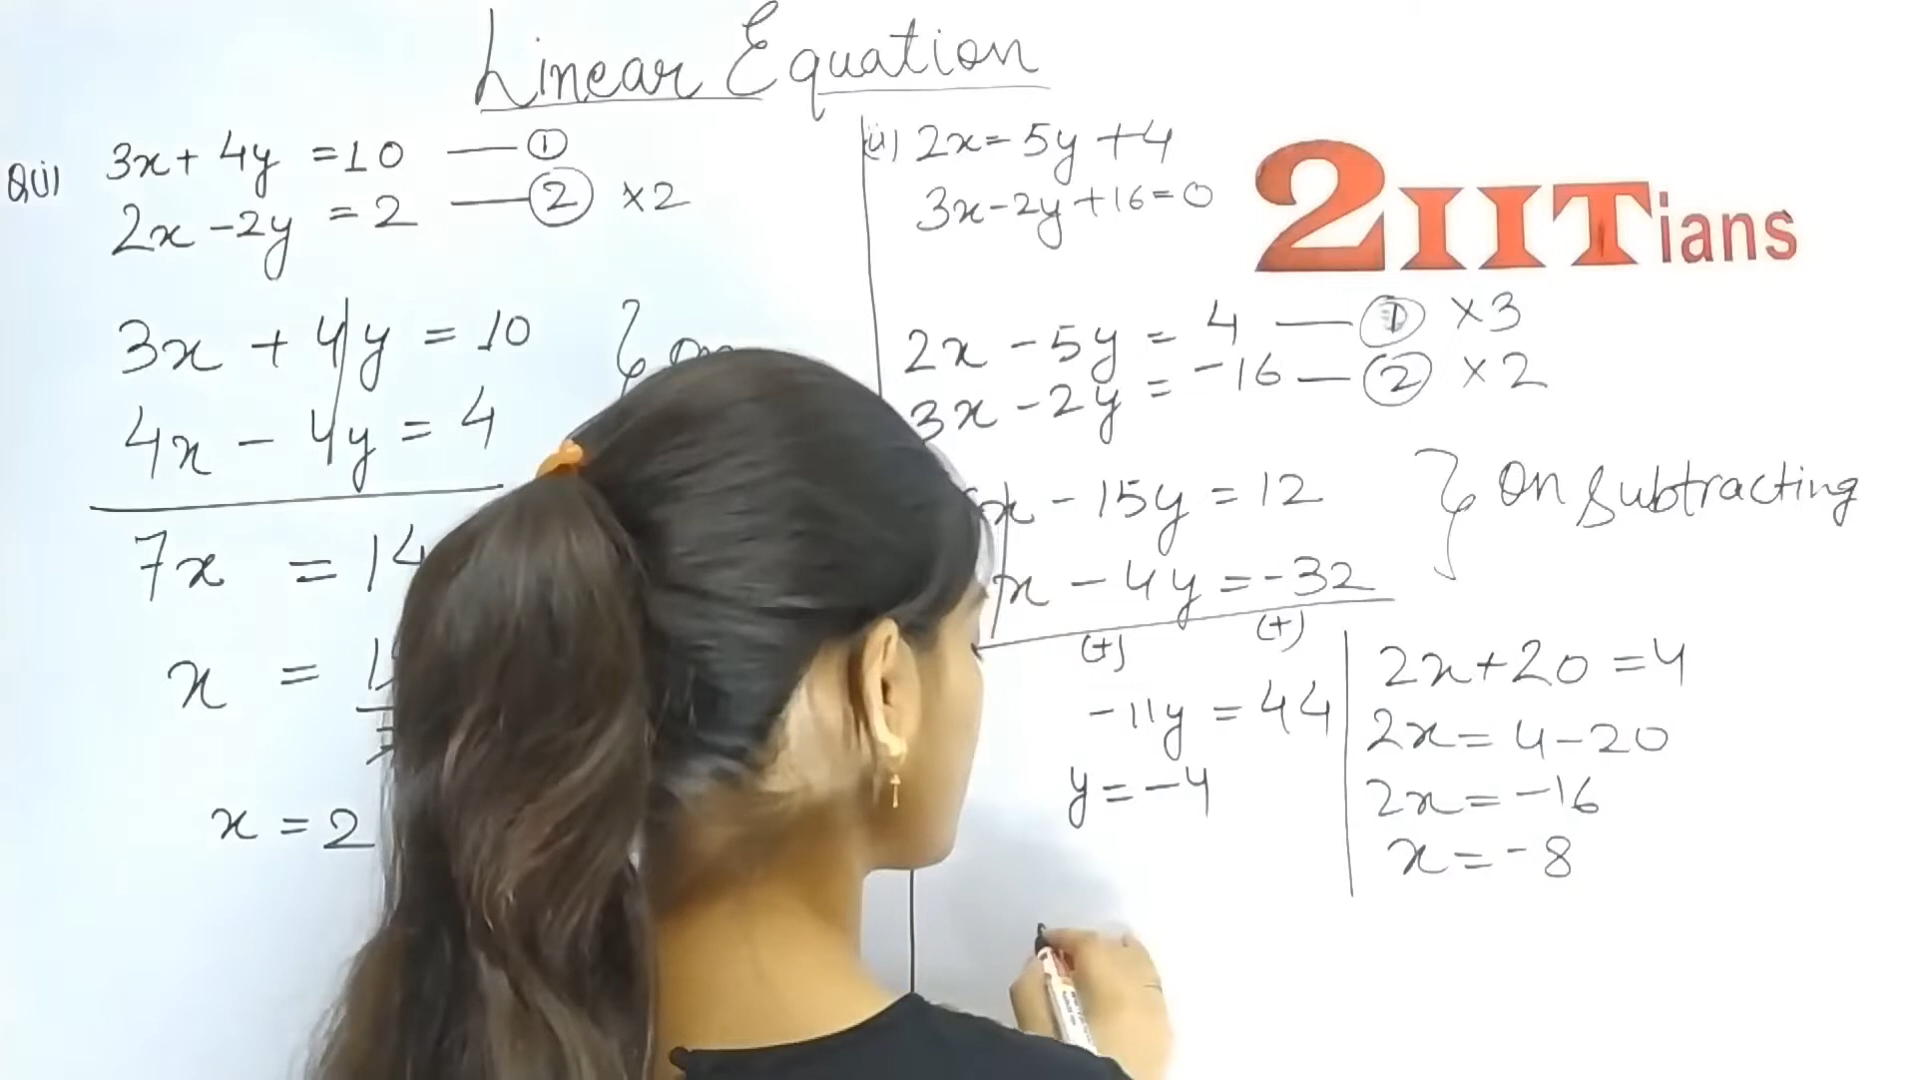 Linear Equation
Q(i) 3x + 4y = 10 — ①
2x - 2y = 2 — ② ×2
3x + 4y = 10
4x - 4y = 4
7x = 14
x =
x = 2
(ii) 2x = 5y + 4
3x - 2y + 16 = 0
2IITians
2x - 5y = 4 — ① ×3
3x - 2y = -16 — ② ×2
x - 15y = 12 } On Subtracting
x - 4y = -32
(+) (+)
-11y = 44
y = -4
2x + 20 = 4
2x = 4 - 20
2x = -16
x = -8